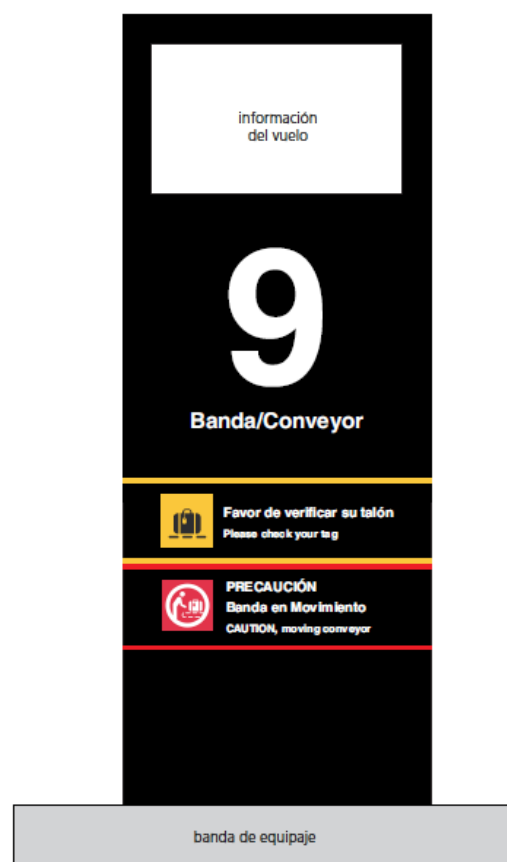 información
del vuelo
9
Banda/Conveyor
Favor de verificar su talón
Please check your tag
PRECAUCIÓN
Banda en Movimiento
CAUTION, moving conveyor
banda de equipaje